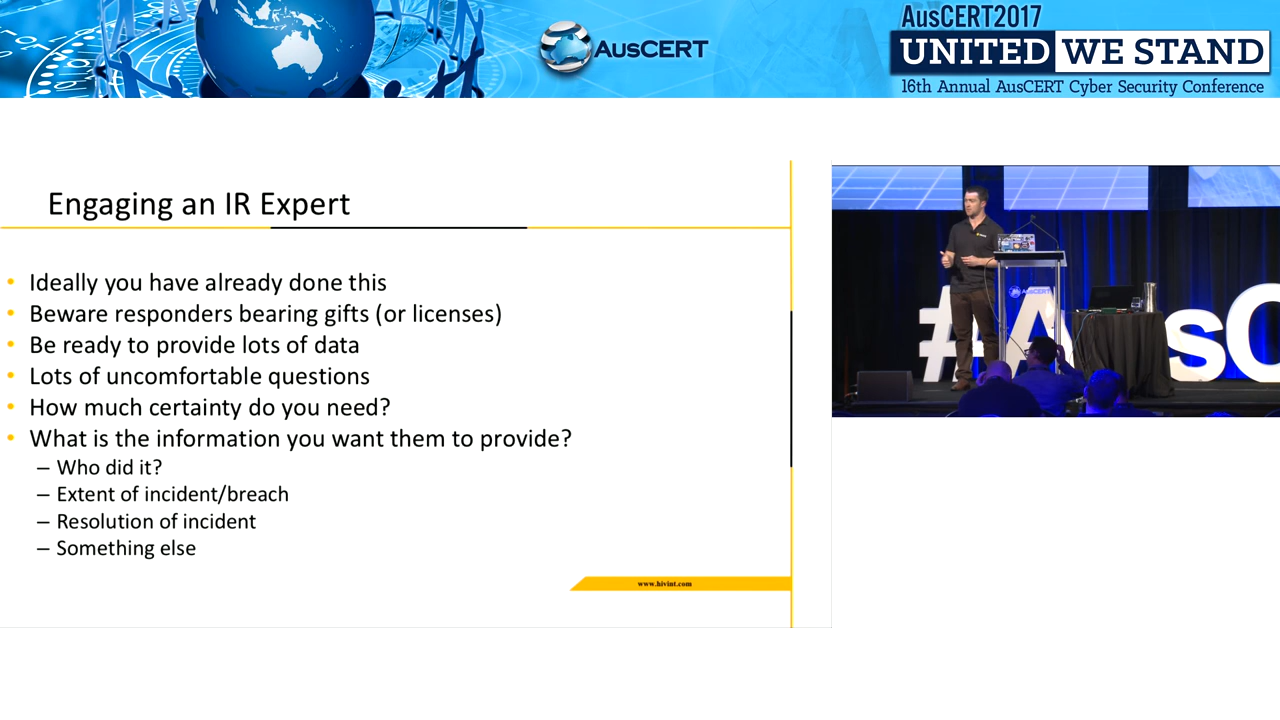 AusCERT
AusCERT2017
UNITED WE STAND
16th Annual AusCERT Cyber Security Conference
Engaging an IR Expert
• Ideally you have already done this
• Beware responders bearing gifts (or licenses)
• Be ready to provide lots of data
• Lots of uncomfortable questions
• How much certainty do you need?
• What is the information you want them to provide?
– Who did it?
– Extent of incident/breach
– Resolution of incident
– Something else
www.hivint.com
AusCERT
#AusC